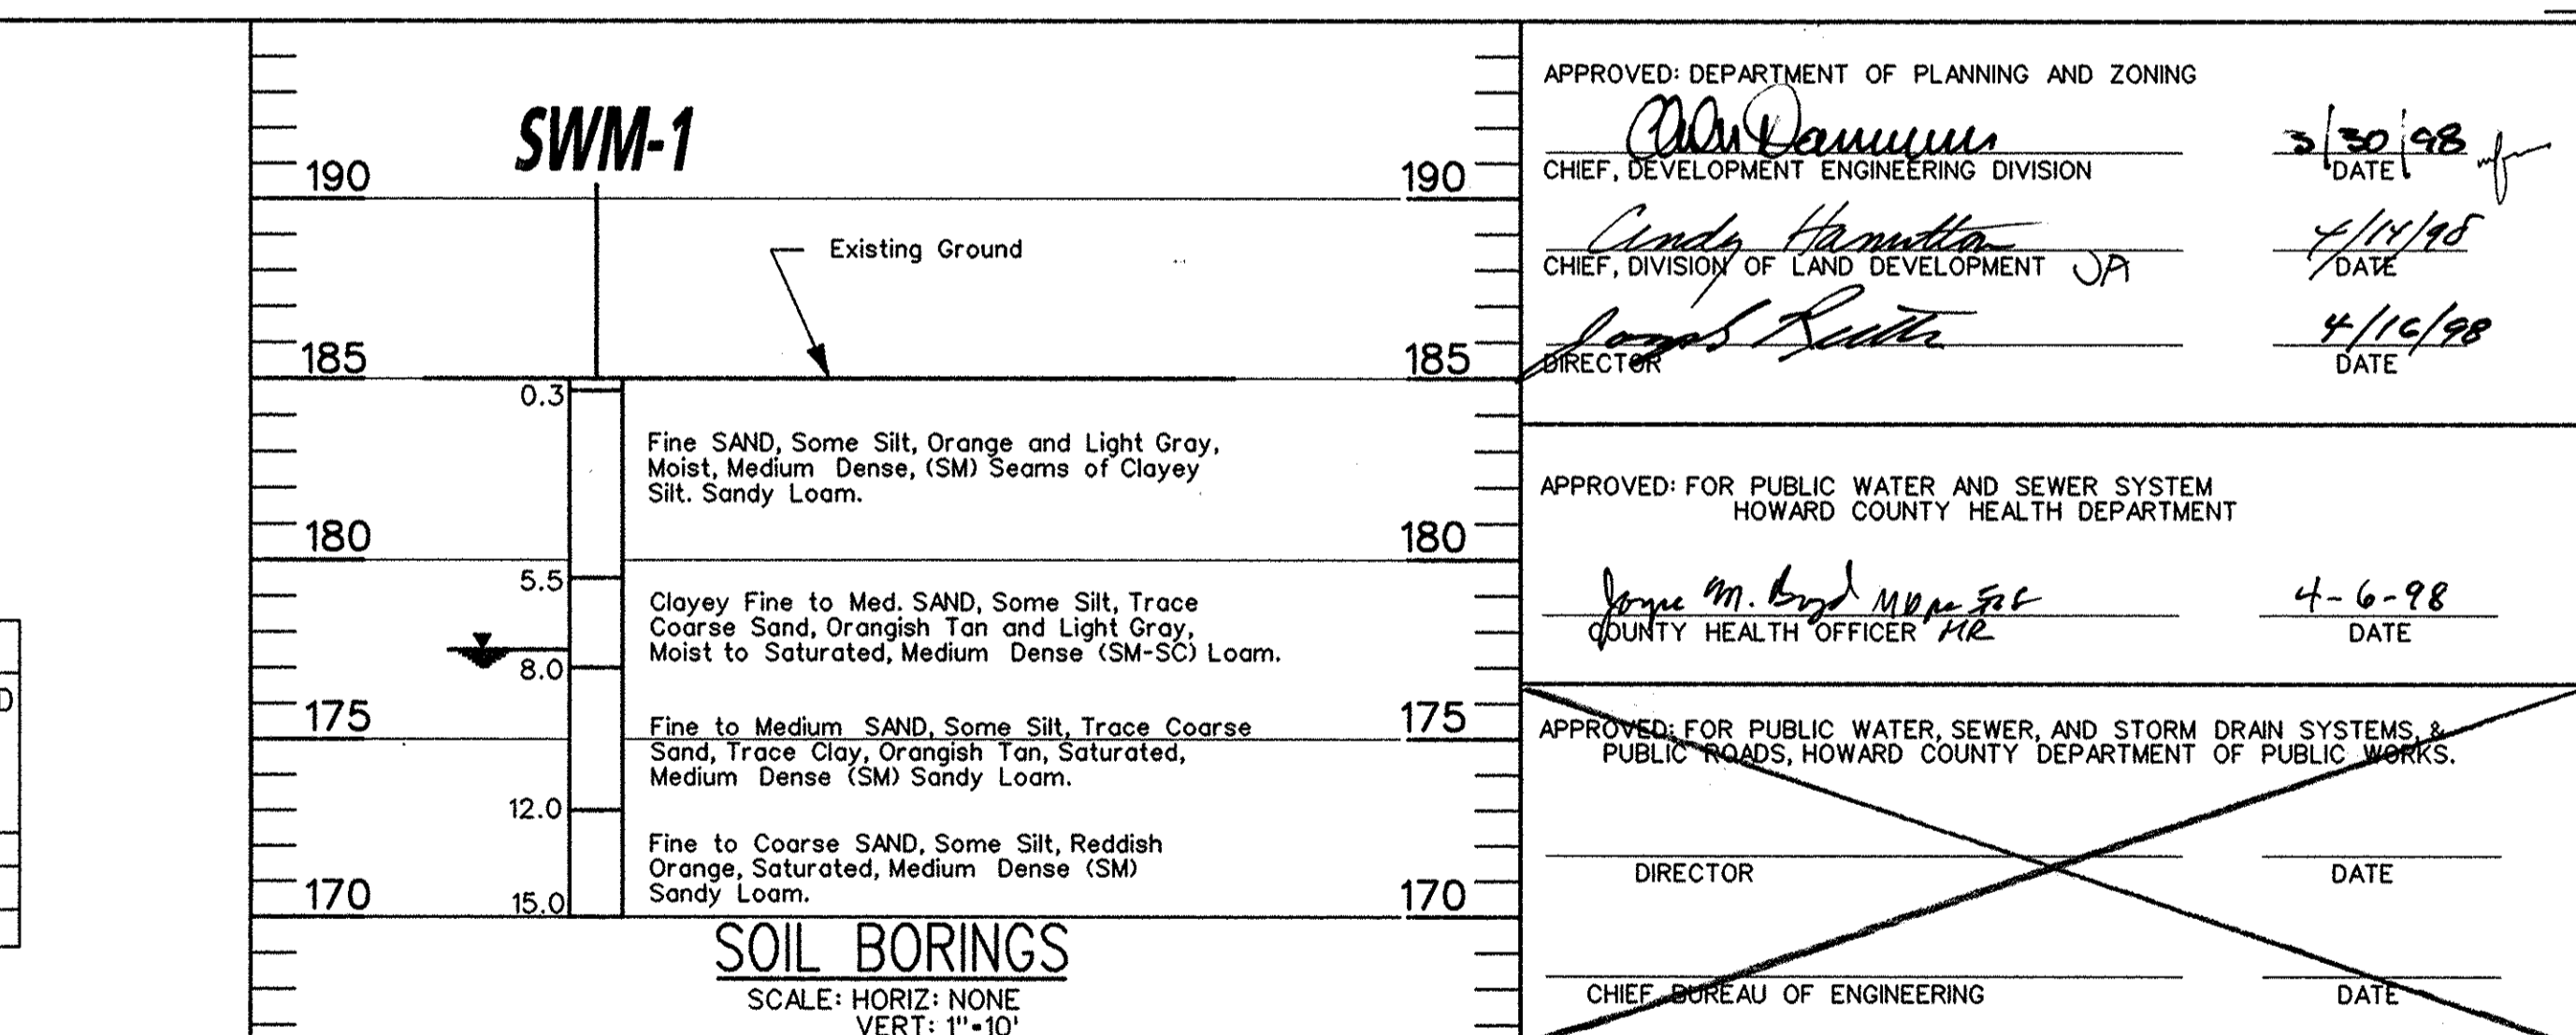 SWM-1
190
190
Existing Ground
185
185
0.3
Fine SAND, Some Silt, Orange and Light Gray,
Moist, Medium Dense, (SM) Seams of Clayey
Silt. Sandy Loam.
180
180
5.5
Clayey Fine to Med. SAND, Some Silt, Trace
Coarse Sand, Orangish Tan and Light Gray,
Moist to Saturated, Medium Dense (SM-SC) Loam.
8.0
175
175
Fine to Medium SAND, Some Silt, Trace Coarse
Sand, Trace Clay, Orangish Tan, Saturated,
Medium Dense (SM) Sandy Loam.
12.0
Fine to Coarse SAND, Some Silt, Reddish
Orange, Saturated, Medium Dense (SM)
Sandy Loam.
170
15.0
170
SOIL BORINGS
SCALE: HORIZ: NONE
VERT: 1"=10'
D
APPROVED: DEPARTMENT OF PLANNING AND ZONING
3/30/98
CHIEF, DEVELOPMENT ENGINEERING DIVISION
DATE
Cindy Hamilton
4/14/98
CHIEF, DIVISION OF LAND DEVELOPMENT JA
DATE
Joseph
4/16/98
DIRECTOR
DATE
APPROVED: FOR PUBLIC WATER AND SEWER SYSTEM
HOWARD COUNTY HEALTH DEPARTMENT
Joyce M. Boyd
4-6-98
COUNTY HEALTH OFFICER MR
DATE
APPROVED: FOR PUBLIC WATER, SEWER, AND STORM DRAIN SYSTEMS, &
PUBLIC ROADS, HOWARD COUNTY DEPARTMENT OF PUBLIC WORKS.
DIRECTOR
DATE
CHIEF BUREAU OF ENGINEERING
DATE